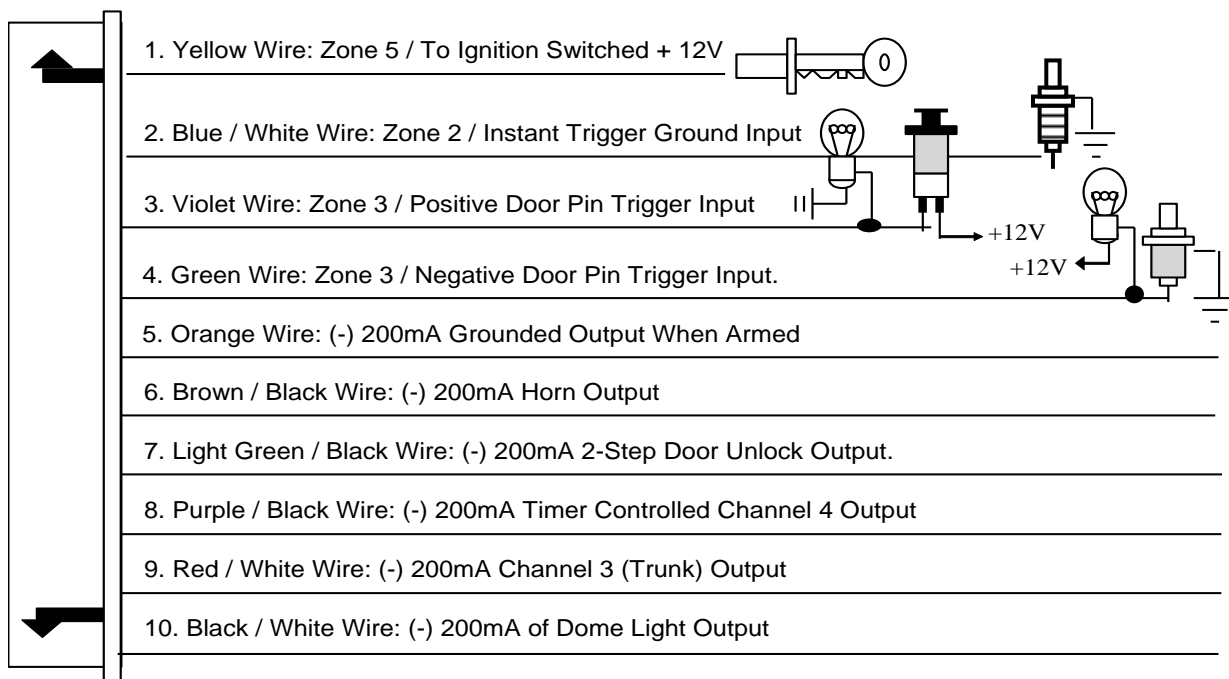 1. Yellow Wire: Zone 5 / To Ignition Switched + 12V
2. Blue / White Wire: Zone 2 / Instant Trigger Ground Input
3. Violet Wire: Zone 3 / Positive Door Pin Trigger Input
+12V
+12V
4. Green Wire: Zone 3 / Negative Door Pin Trigger Input.
5. Orange Wire: (-) 200mA Grounded Output When Armed
6. Brown / Black Wire: (-) 200mA Horn Output
7. Light Green / Black Wire: (-) 200mA 2-Step Door Unlock Output.
8. Purple / Black Wire: (-) 200mA Timer Controlled Channel 4 Output
9. Red / White Wire: (-) 200mA Channel 3 (Trunk) Output
10. Black / White Wire: (-) 200mA of Dome Light Output